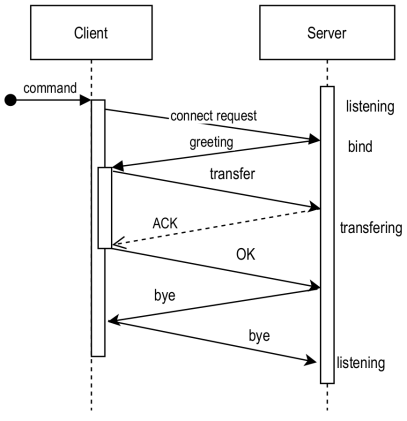 Client
Server
command
listening
connect request
greeting
bind
transfer
ACK
transfering
OK
bye
bye
listening